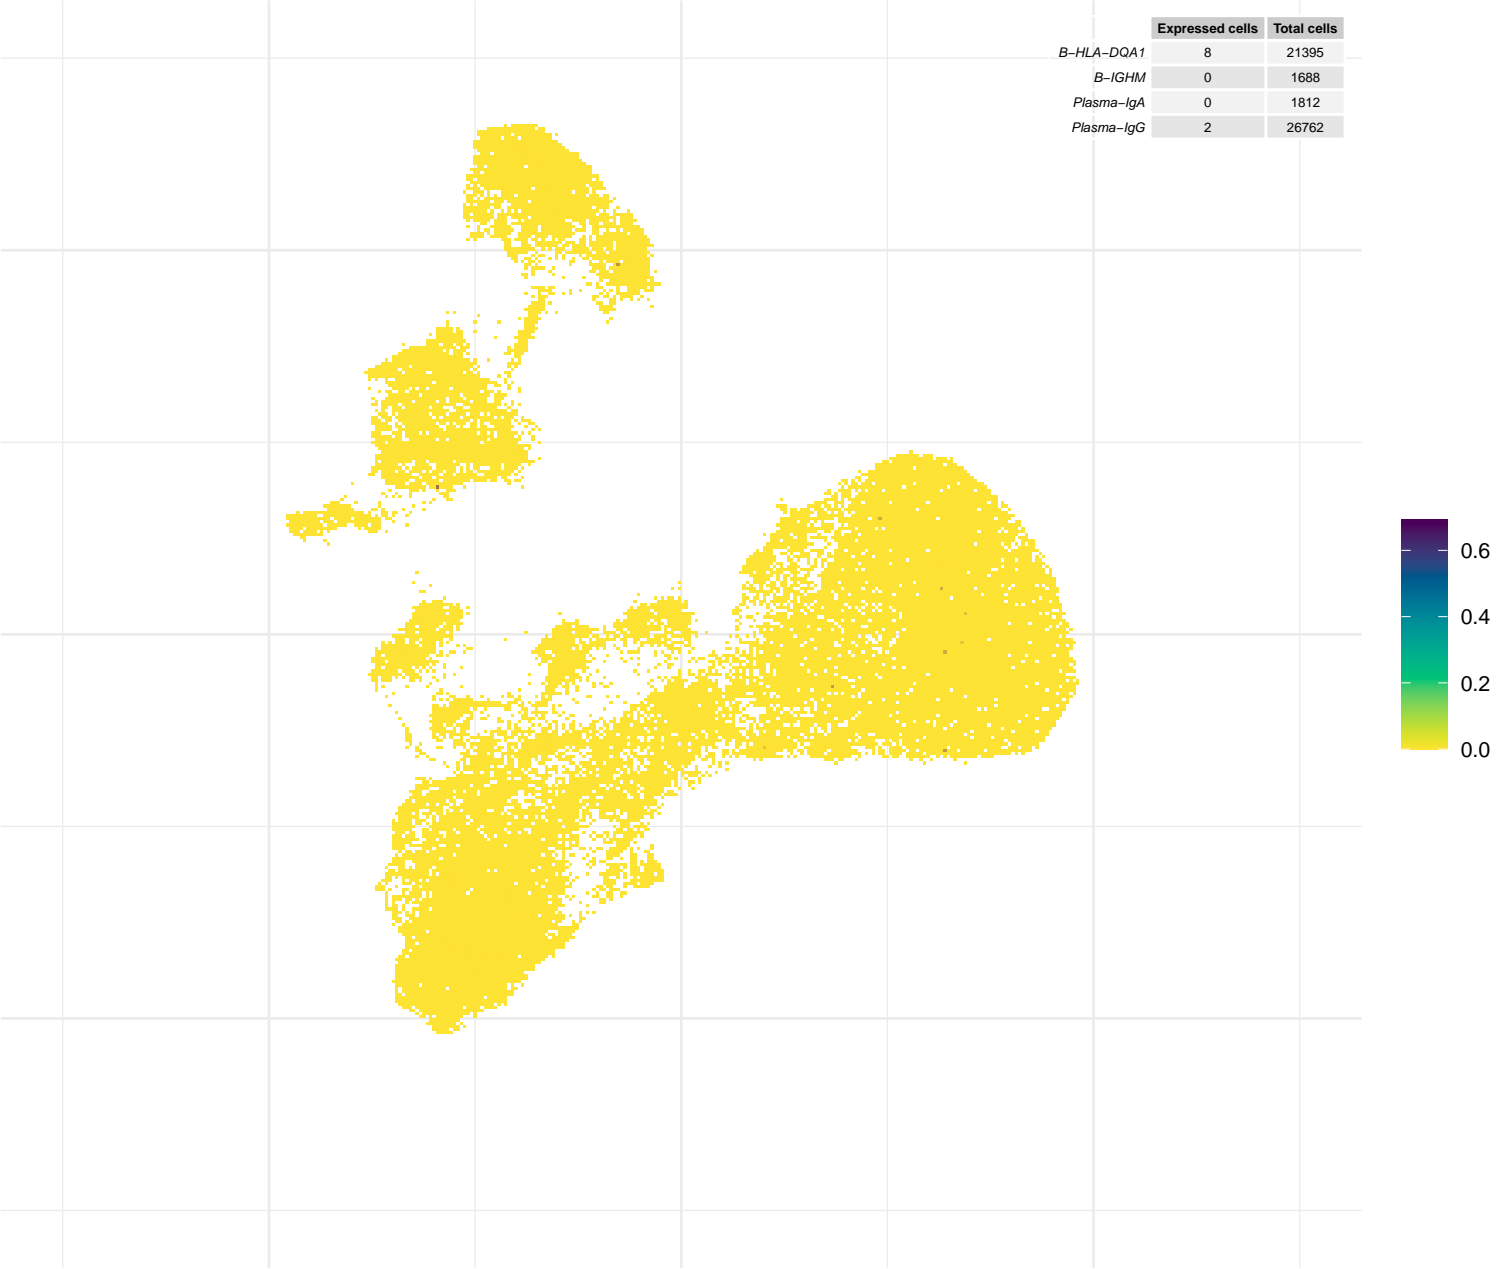 Expressed cells Total cells
B−HLA−DQA1 8 21395
B−IGHM 0 1688
Plasma−IgA 0 1812
Plasma−IgG 2 26762
0.6
0.4
0.2
0.0